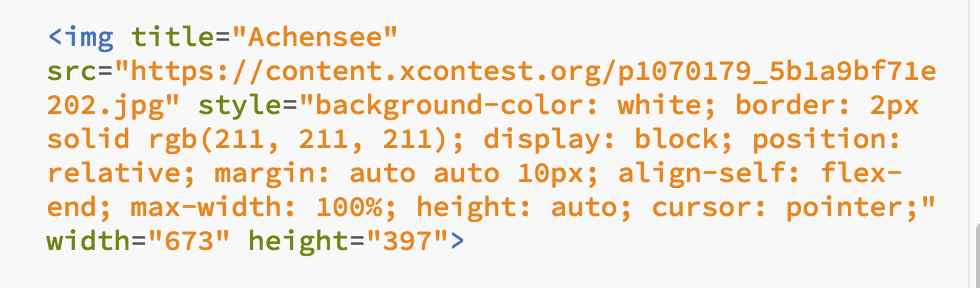 <img title="Achensee"
src="https://content.xcontest.org/p1070179_5b1a9bf71e
202.jpg" style="background-color: white; border: 2px
solid rgb(211, 211, 211); display: block; position:
relative; margin: auto auto 10px; align-self: flex-
end; max-width: 100%; height: auto; cursor: pointer;"
width="673" height="397">